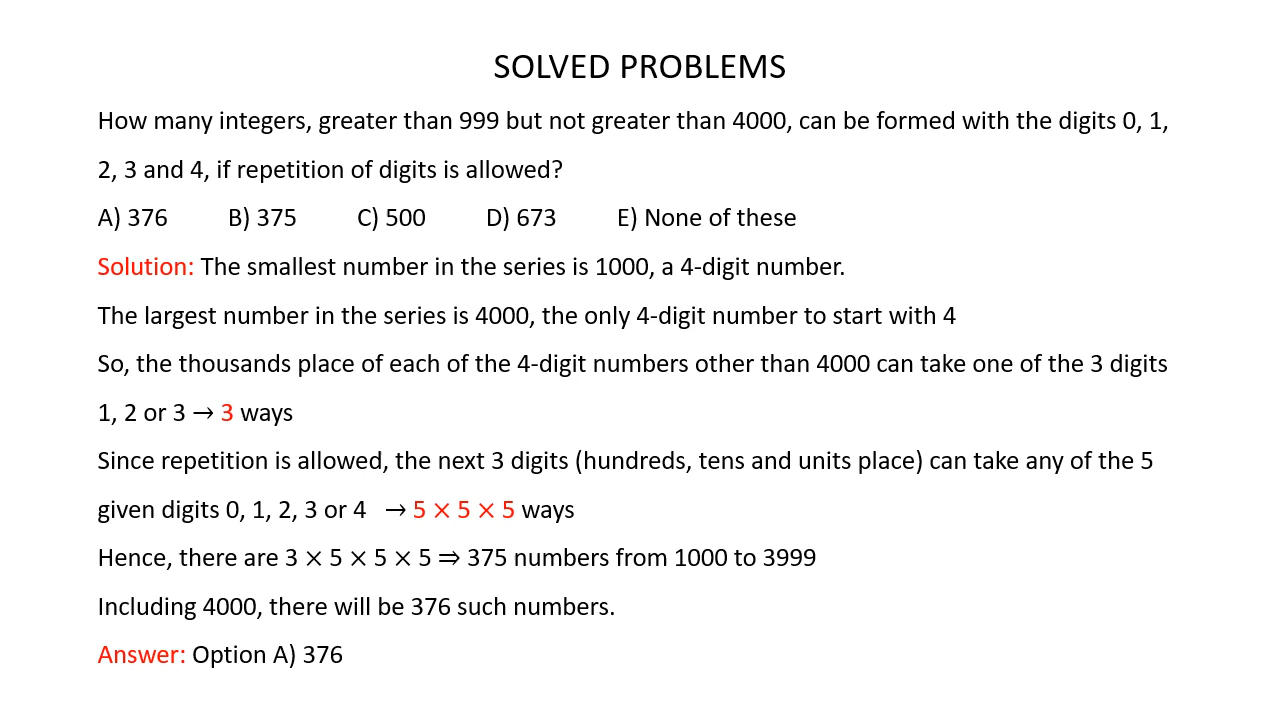 SOLVED PROBLEMS
How many integers, greater than 999 but not greater than 4000, can be formed with the digits 0, 1,
2, 3 and 4, if repetition of digits is allowed?
A) 376 B) 375 C) 500 D) 673 E) None of these
Solution: The smallest number in the series is 1000, a 4-digit number.
The largest number in the series is 4000, the only 4-digit number to start with 4
So, the thousands place of each of the 4-digit numbers other than 4000 can take one of the 3 digits
1, 2 or 3 → 3 ways
Since repetition is allowed, the next 3 digits (hundreds, tens and units place) can take any of the 5
given digits 0, 1, 2, 3 or 4 → 5 × 5 × 5 ways
Hence, there are 3 × 5 × 5 × 5 ⇒ 375 numbers from 1000 to 3999
Including 4000, there will be 376 such numbers.
Answer: Option A) 376